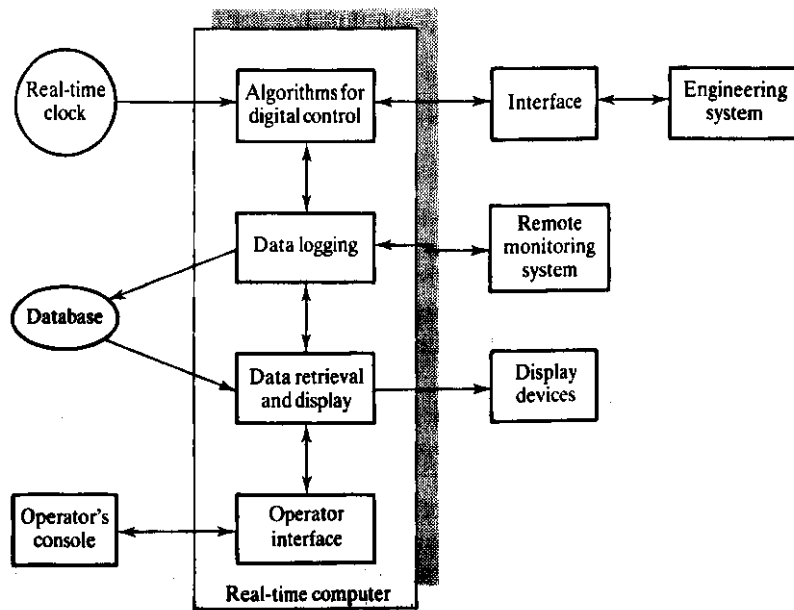 Real-time
clock
Algorithms for
digital control
Interface
Engineering
system
Data logging
Remote
monitoring
system
Database
Data retrieval
and display
Display
devices
Operator's
console
Operator
interface
Real-time computer